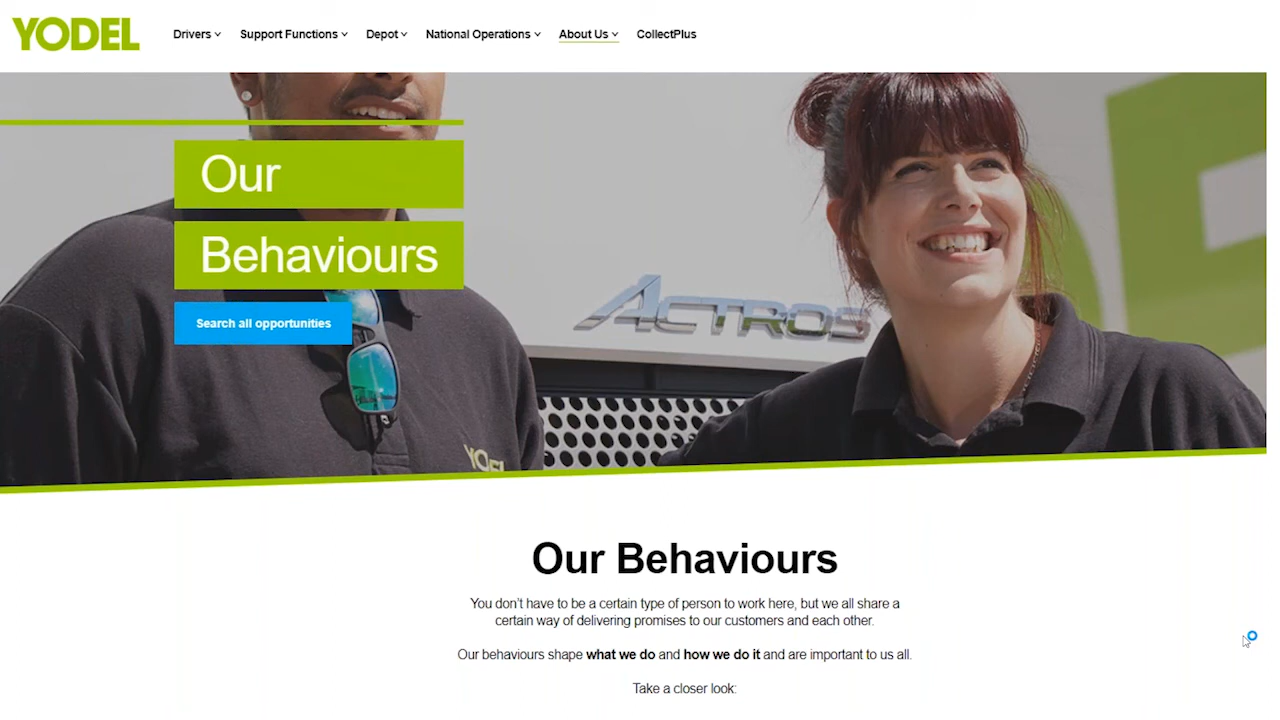 YODEL
Drivers
Support Functions
Depot
National Operations
About Us
CollectPlus
Our
Behaviours
Search all opportunities
ACTROS
YODEL
Our Behaviours
You don't have to be a certain type of person to work here, but we all share a
certain way of delivering promises to our customers and each other.
Our behaviours shape what we do and how we do it and are important to us all.
Take a closer look: